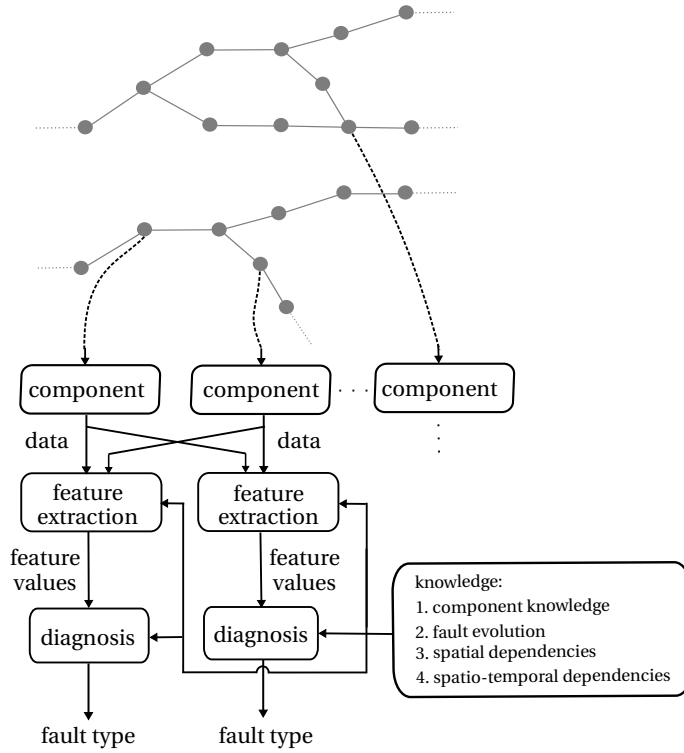 component
component
component
data
data
feature
extraction
feature
extraction
feature
values
feature
values
knowledge:
1. component knowledge
2. fault evolution
3. spatial dependencies
4. spatio-temporal dependencies
diagnosis
diagnosis
fault type
fault type